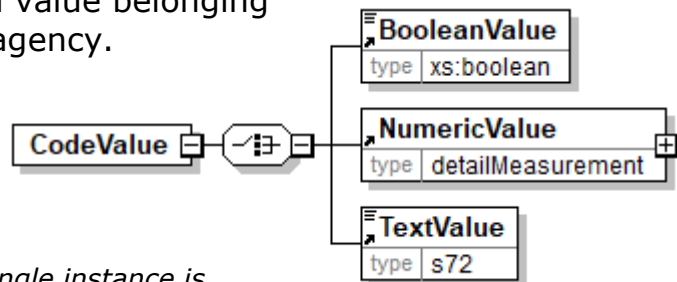 value belonging
agency.
BooleanValue
type xs:boolean
CodeValue
NumericValue
type detailMeasurement
TextValue
type s72
ngle instance is